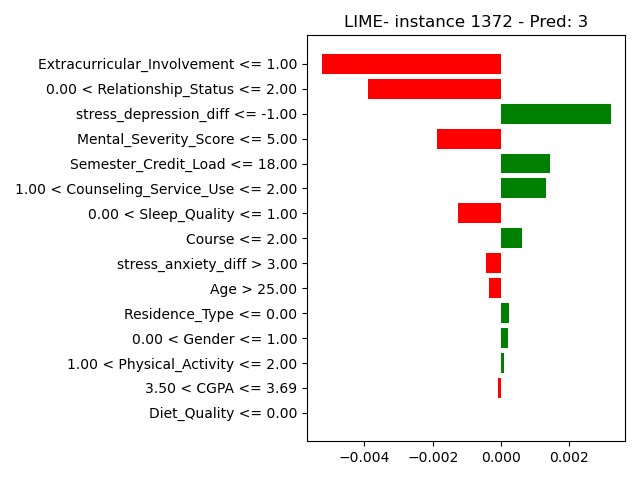 LIME- instance 1372 - Pred: 3
Extracurricular_Involvement <= 1.00
0.00 < Relationship_Status <= 2.00
stress_depression_diff <= -1.00
Mental_Severity_Score <= 5.00
Semester_Credit_Load <= 18.00
1.00 < Counseling_Service_Use <= 2.00
0.00 < Sleep_Quality <= 1.00
Course <= 2.00
stress_anxiety_diff > 3.00
Age > 25.00
Residence_Type <= 0.00
0.00 < Gender <= 1.00
1.00 < Physical_Activity <= 2.00
3.50 < CGPA <= 3.69
Diet_Quality <= 0.00
−0.004 −0.002 0.000 0.002